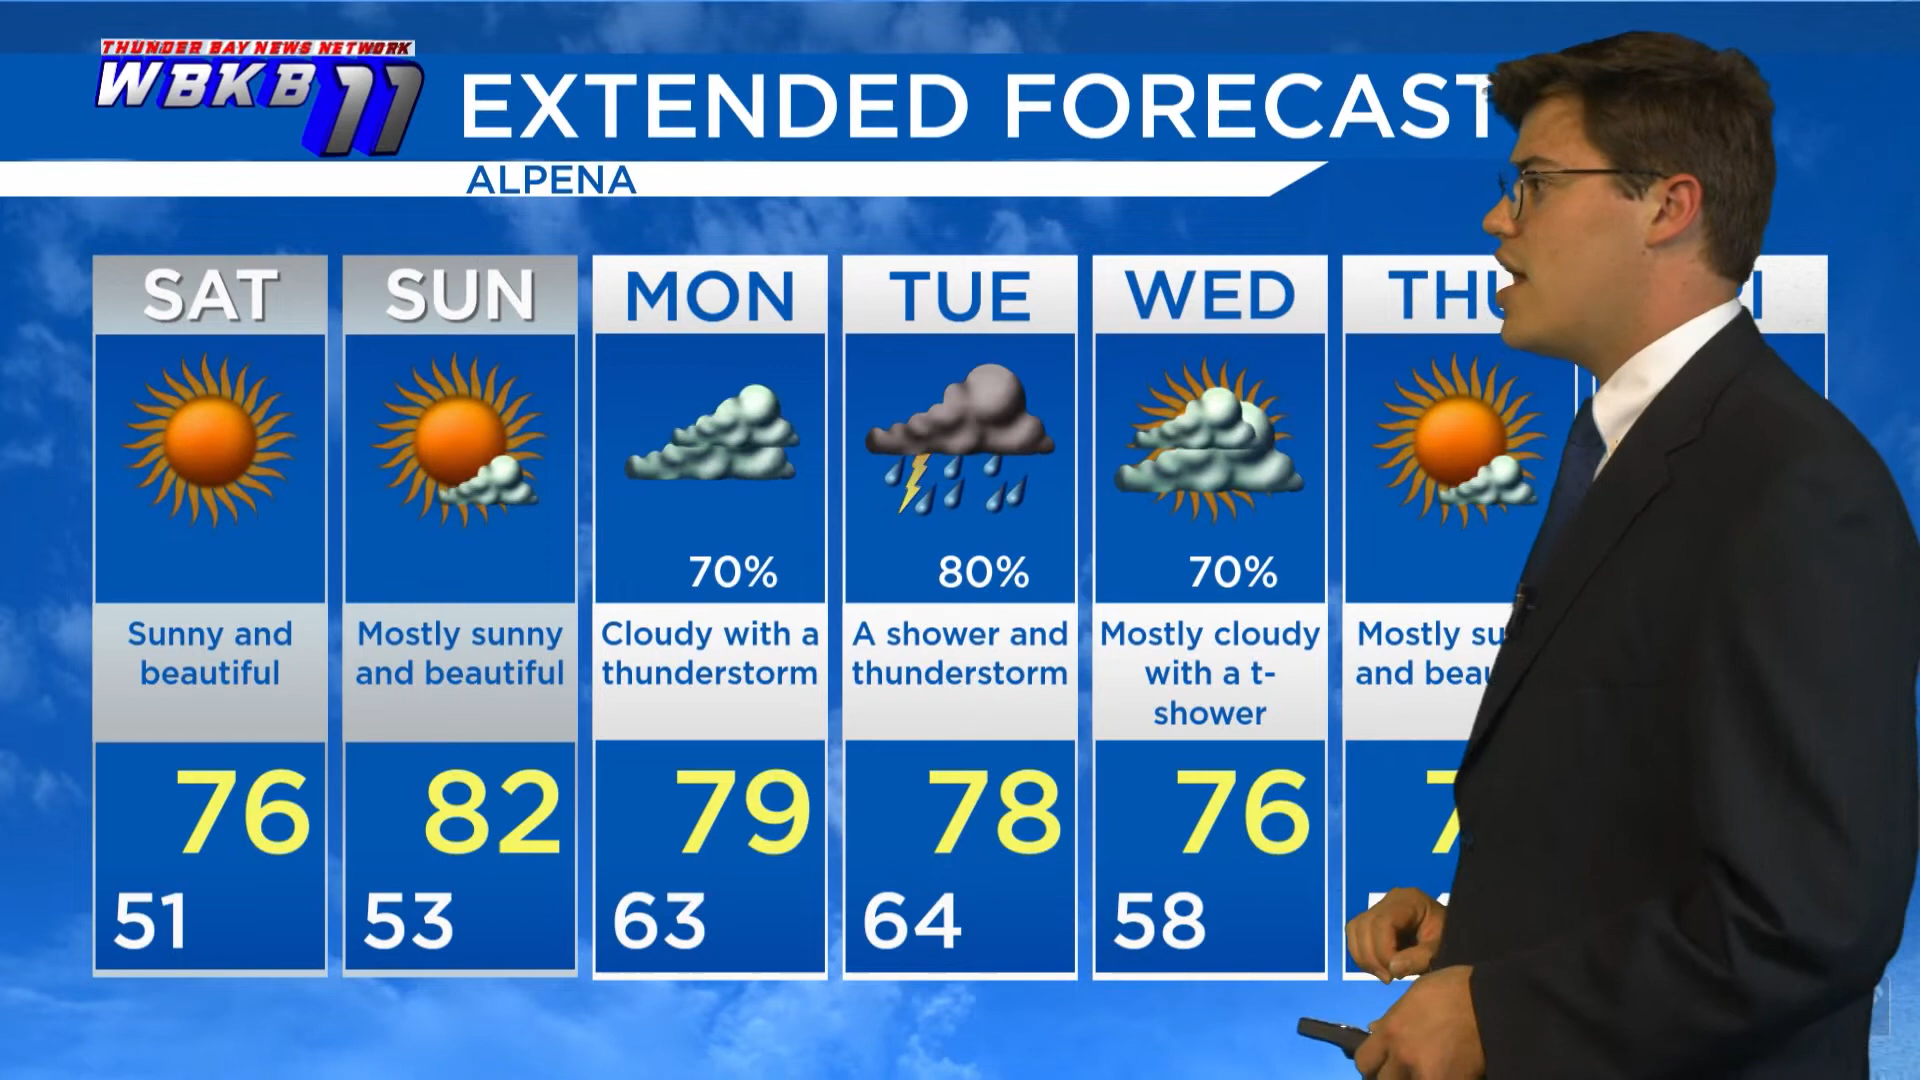 THUNDER BAY NEWS NETWORK
WBKB 11
EXTENDED FORECAST
ALPENA
SAT
SUN
MON
TUE
WED
70%
80%
70%
Sunny and
beautiful
Mostly sunny
and beautiful
Cloudy with a
thunderstorm
A shower and
thunderstorm
Mostly cloudy
with a t-
shower
Mostly
and
76
82
79
78
76
51
53
63
64
58